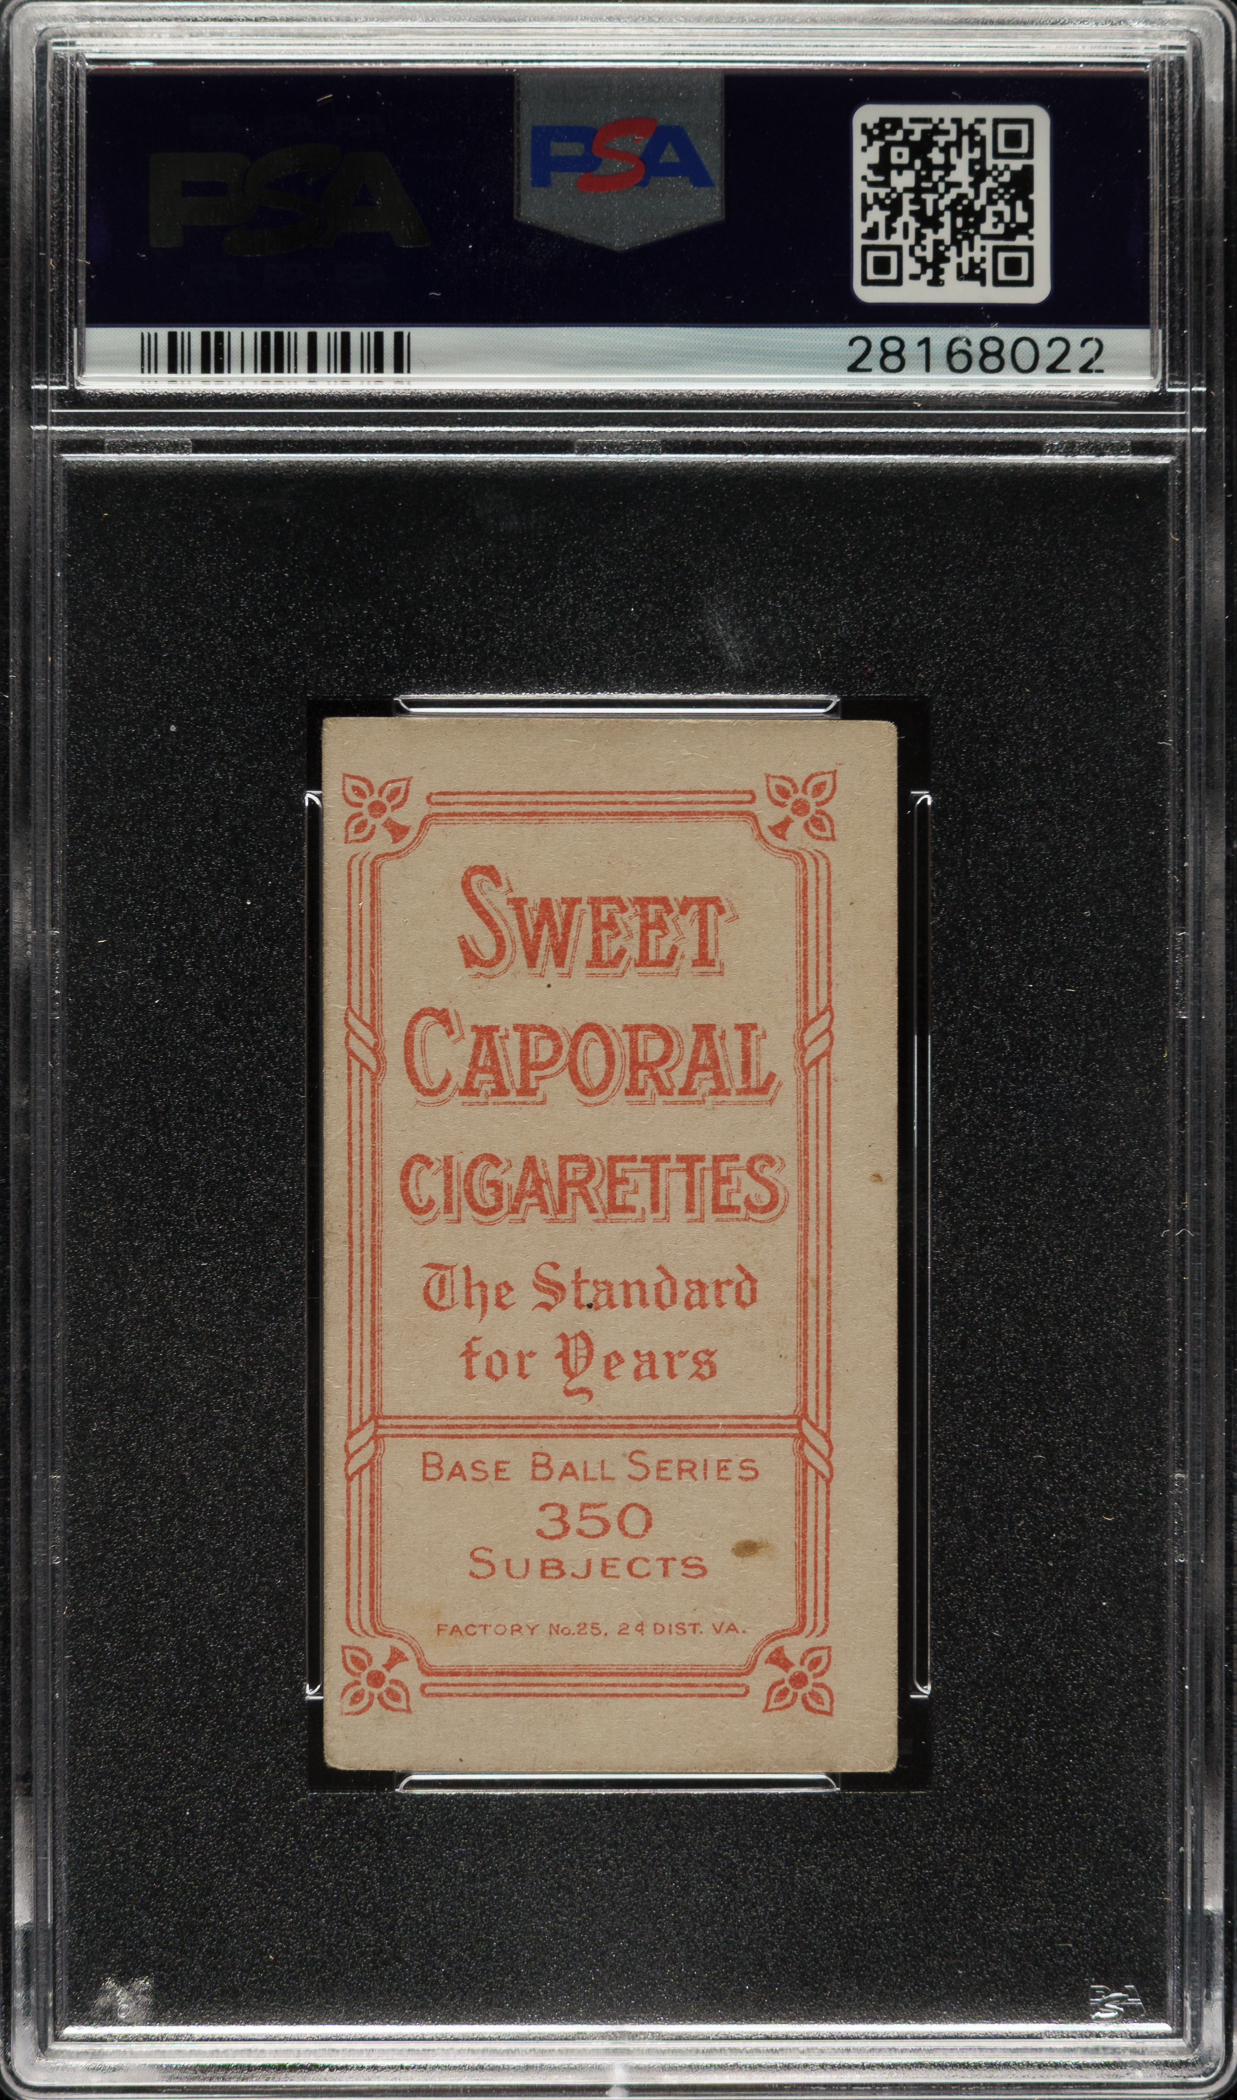 PSA
PSA
28168022
SWEET
CAPORAL
CIGARETTES
The Standard
for Years
BASE BALL SERIES
350
SUBJECTS
FACTORY No.25, 2d DIST. VA.
PSA